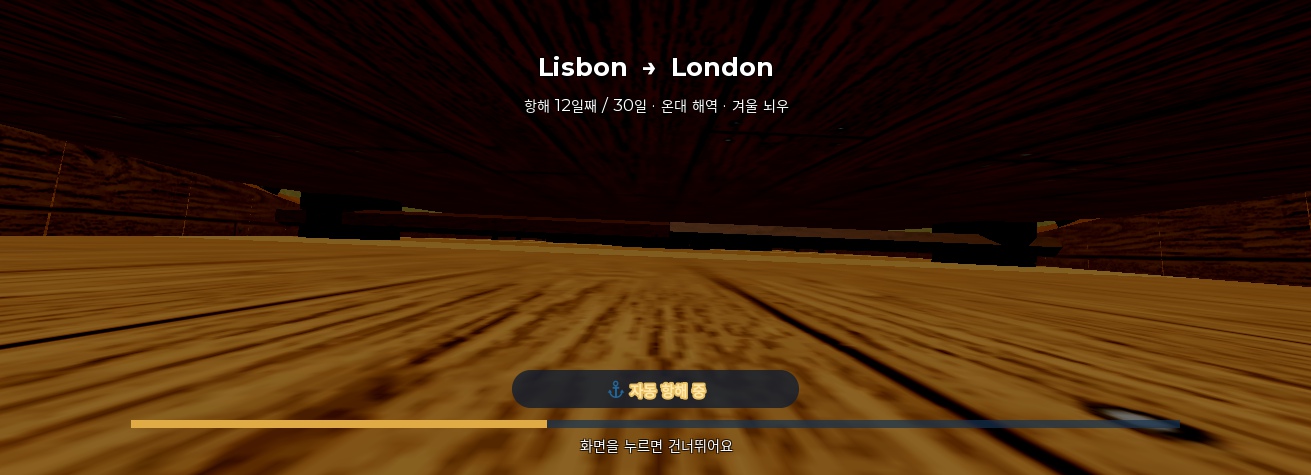 Lisbon → London
항해 12일째 / 30일 · 온대 해역 · 겨울 뇌우
⚓ 자동 항해 중
화면을 누르면 건너뛰어요